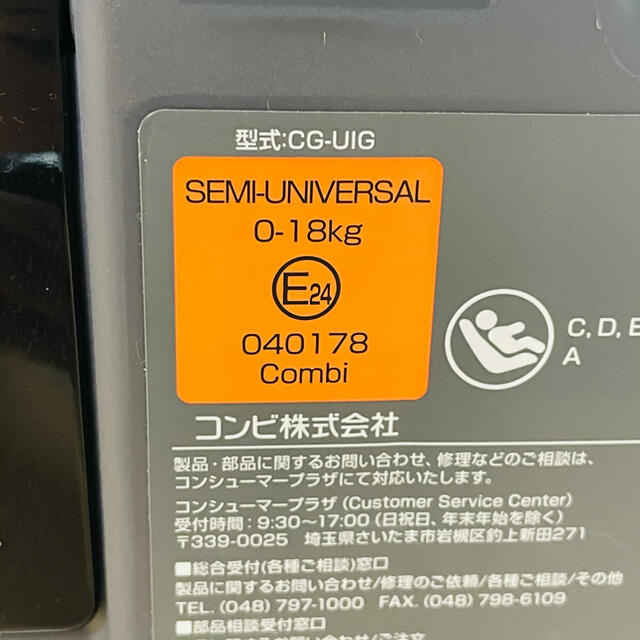 型式:CG-UIG
SEMI-UNIVERSAL
0-18kg
E24
040178
Combi
C, D, E
A
コンビ株式会社
製品・部品に関するお問い合わせ、修理などのご相談は、
コンシューマープラザにて対応いたします。
コンシューマープラザ (Customer Service Center)
受付時間：9:30~17:00 (日祝日、年末年始を除く)
〒339-0025 埼玉県さいたま市岩槻区釣上新田271
■総合受付(各種ご相談)窓口
製品に関するお問い合わせ/修理のご依頼/各種ご相談/その他
TEL. (048) 797-1000 FAX. (048) 798-6109
■部品相談受付窓口